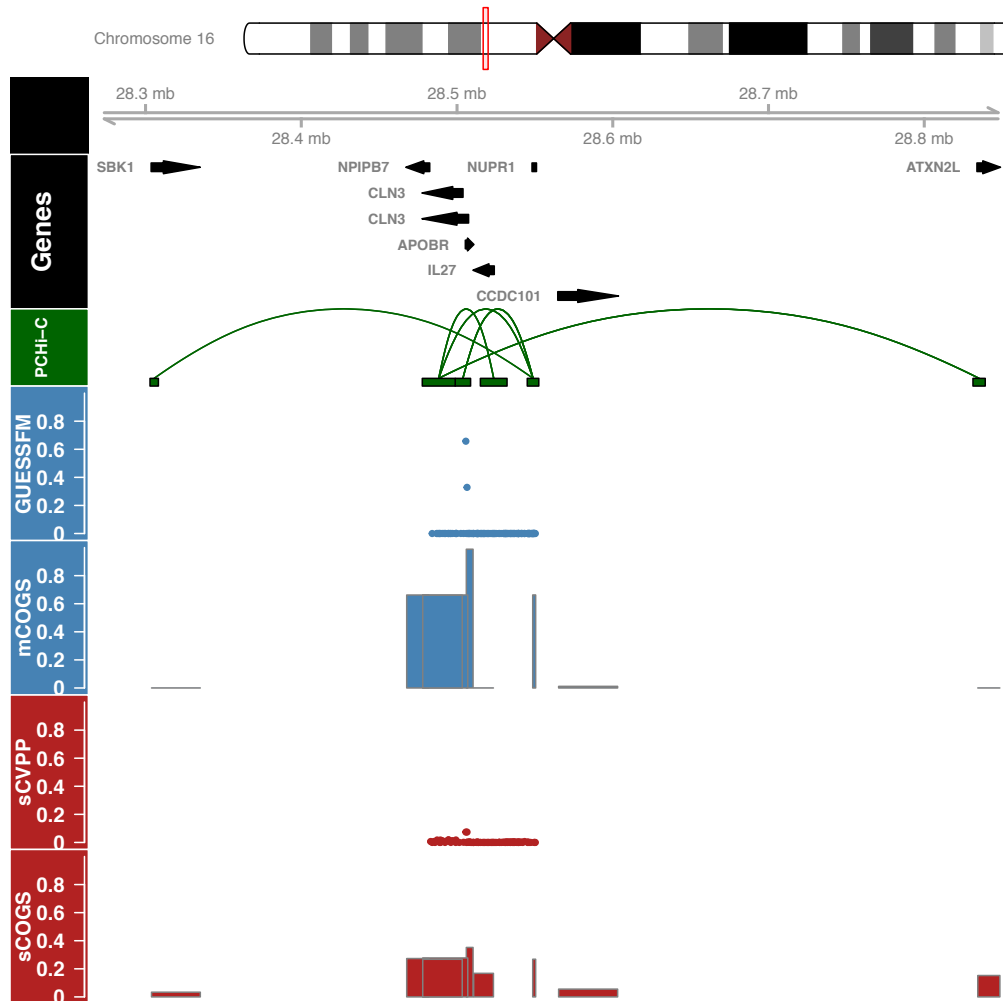 Chromosome 16
28.3 mb 28.5 mb 28.7 mb
28.4 mb 28.6 mb 28.8 mb
Genes
SBK1 NPIPB7 NUPR1 ATXN2L
CLN3
CLN3
APOBR
IL27
CCDC101
PCHi−C
GUESSFM
0.8
0.6
0.4
0.2
0
mCOGS
0.8
0.6
0.4
0.2
0
sCVPP
0.8
0.6
0.4
0.2
0
sCOGS
0.8
0.6
0.4
0.2
0